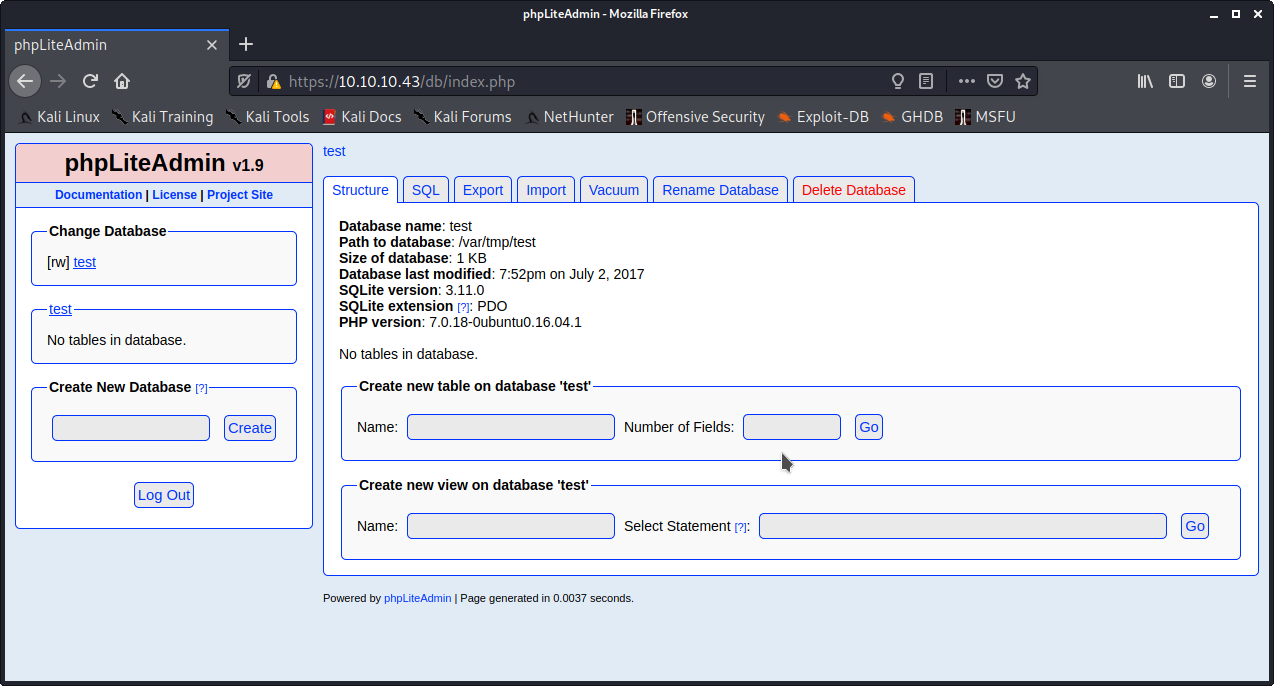 phpLiteAdmin - Mozilla Firefox
phpLiteAdmin
https://10.10.10.43/db/index.php
Kali Linux Kali Training Kali Tools Kali Docs Kali Forums NetHunter Offensive Security Exploit-DB GHDB MSFU
phpLiteAdmin v1.9
Documentation | License | Project Site
Change Database
[rw] test
test
No tables in database.
Create New Database [?]
Create
Log Out
test
Structure SQL Export Import Vacuum Rename Database Delete Database
Database name: test
Path to database: /var/tmp/test
Size of database: 1 KB
Database last modified: 7:52pm on July 2, 2017
SQLite version: 3.11.0
SQLite extension [?]: PDO
PHP version: 7.0.18-0ubuntu0.16.04.1
No tables in database.
Create new table on database 'test'
Name: Number of Fields: Go
Create new view on database 'test'
Name: Select Statement [?]: Go
Powered by phpLiteAdmin | Page generated in 0.0037 seconds.